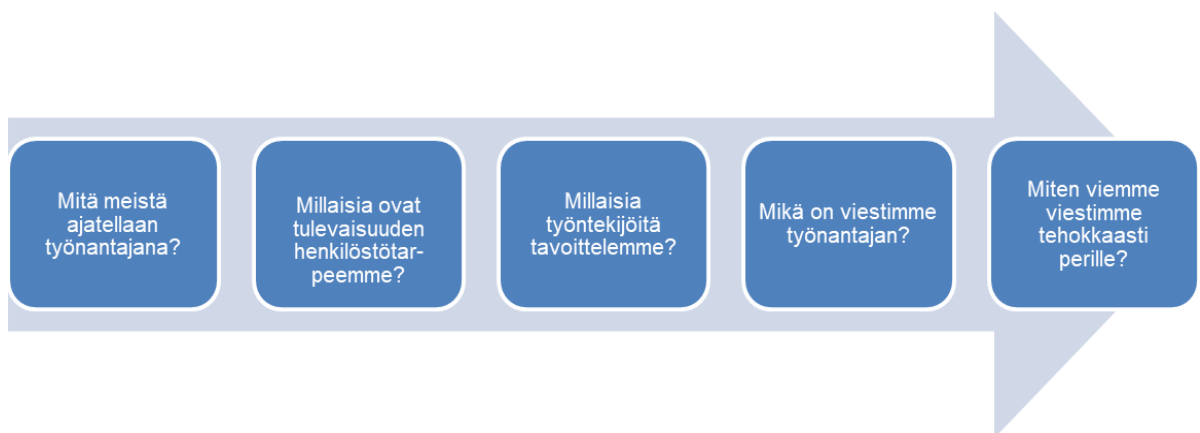 Mitä meistä
ajatellaan
työnantajana?
Millaisia ovat
tulevaisuuden
henkilöstötar-
peemme?
Millaisia
työntekijöitä
tavoittelemme?
Mikä on viestimme
työnantajan?
Miten viemme
viestimme
tehokkaasti
perille?